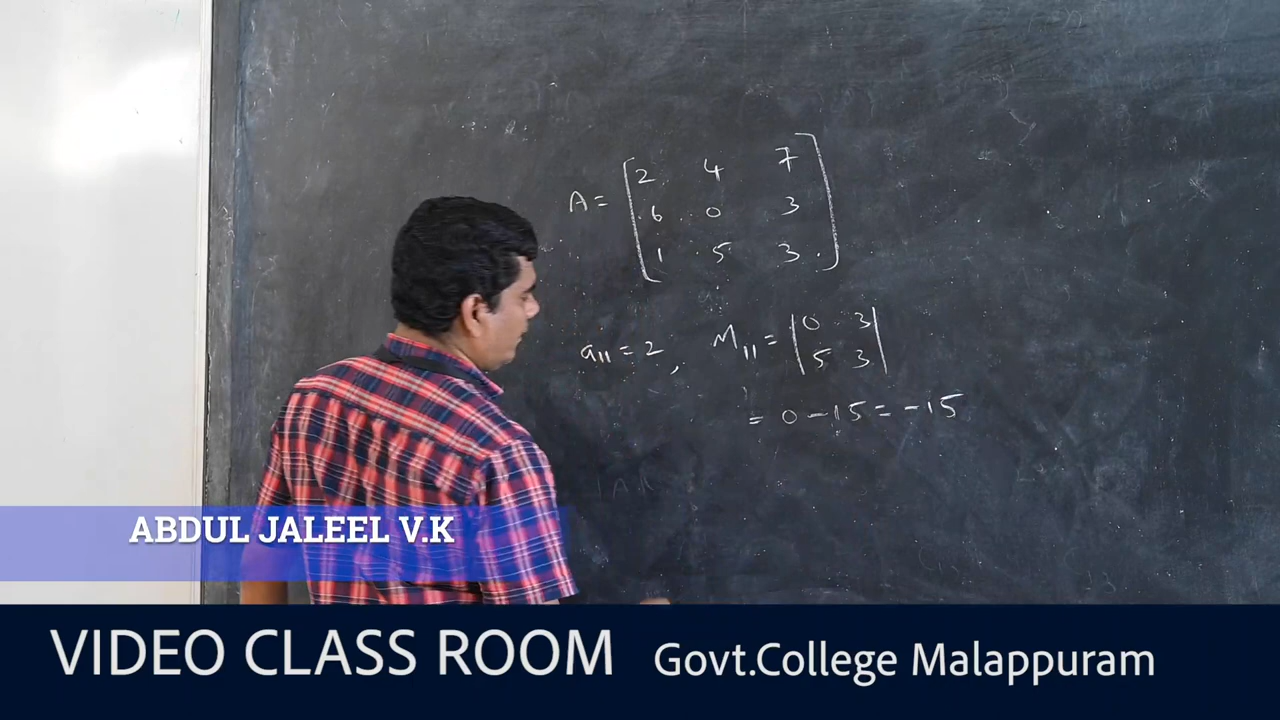 A = [2 4 7
6 0 3
1 5 3]
a₁₁ = 2, M₁₁ = |0 3
5 3|
= 0 - 15 = -15
ABDUL JALEEL V.K
VIDEO CLASS ROOM Govt.College Malappuram